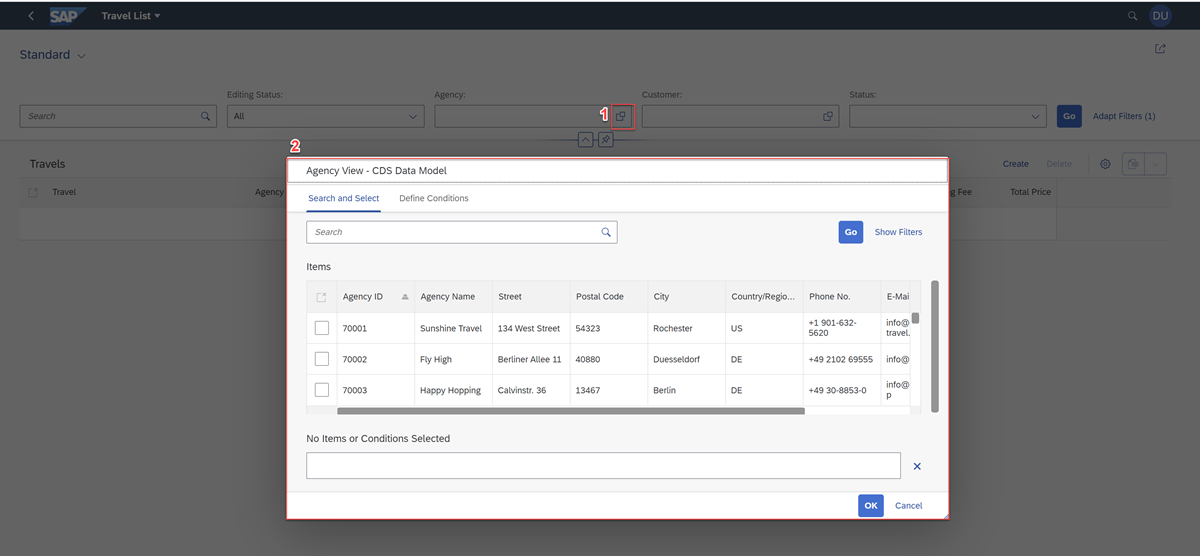 SAP Travel List DU
Standard
Editing Status: Agency: Customer: Status:
Search All 1 Go Adapt Filters (1)
2
Travels Create Delete
Travel Agency g Fee Total Price
Agency View - CDS Data Model
Search and Select Define Conditions
Search Go Show Filters
Items
Agency ID Agency Name Street Postal Code City Country/Regio... Phone No. E-Mai
70001 Sunshine Travel 134 West Street 54323 Rochester US +1 901-632-5620 info@ travel.
70002 Fly High Berliner Allee 11 40880 Duesseldorf DE +49 2102 69555 info@
70003 Happy Hopping Calvinstr. 36 13467 Berlin DE +49 30-8853-0 info@ p
No Items or Conditions Selected
OK Cancel